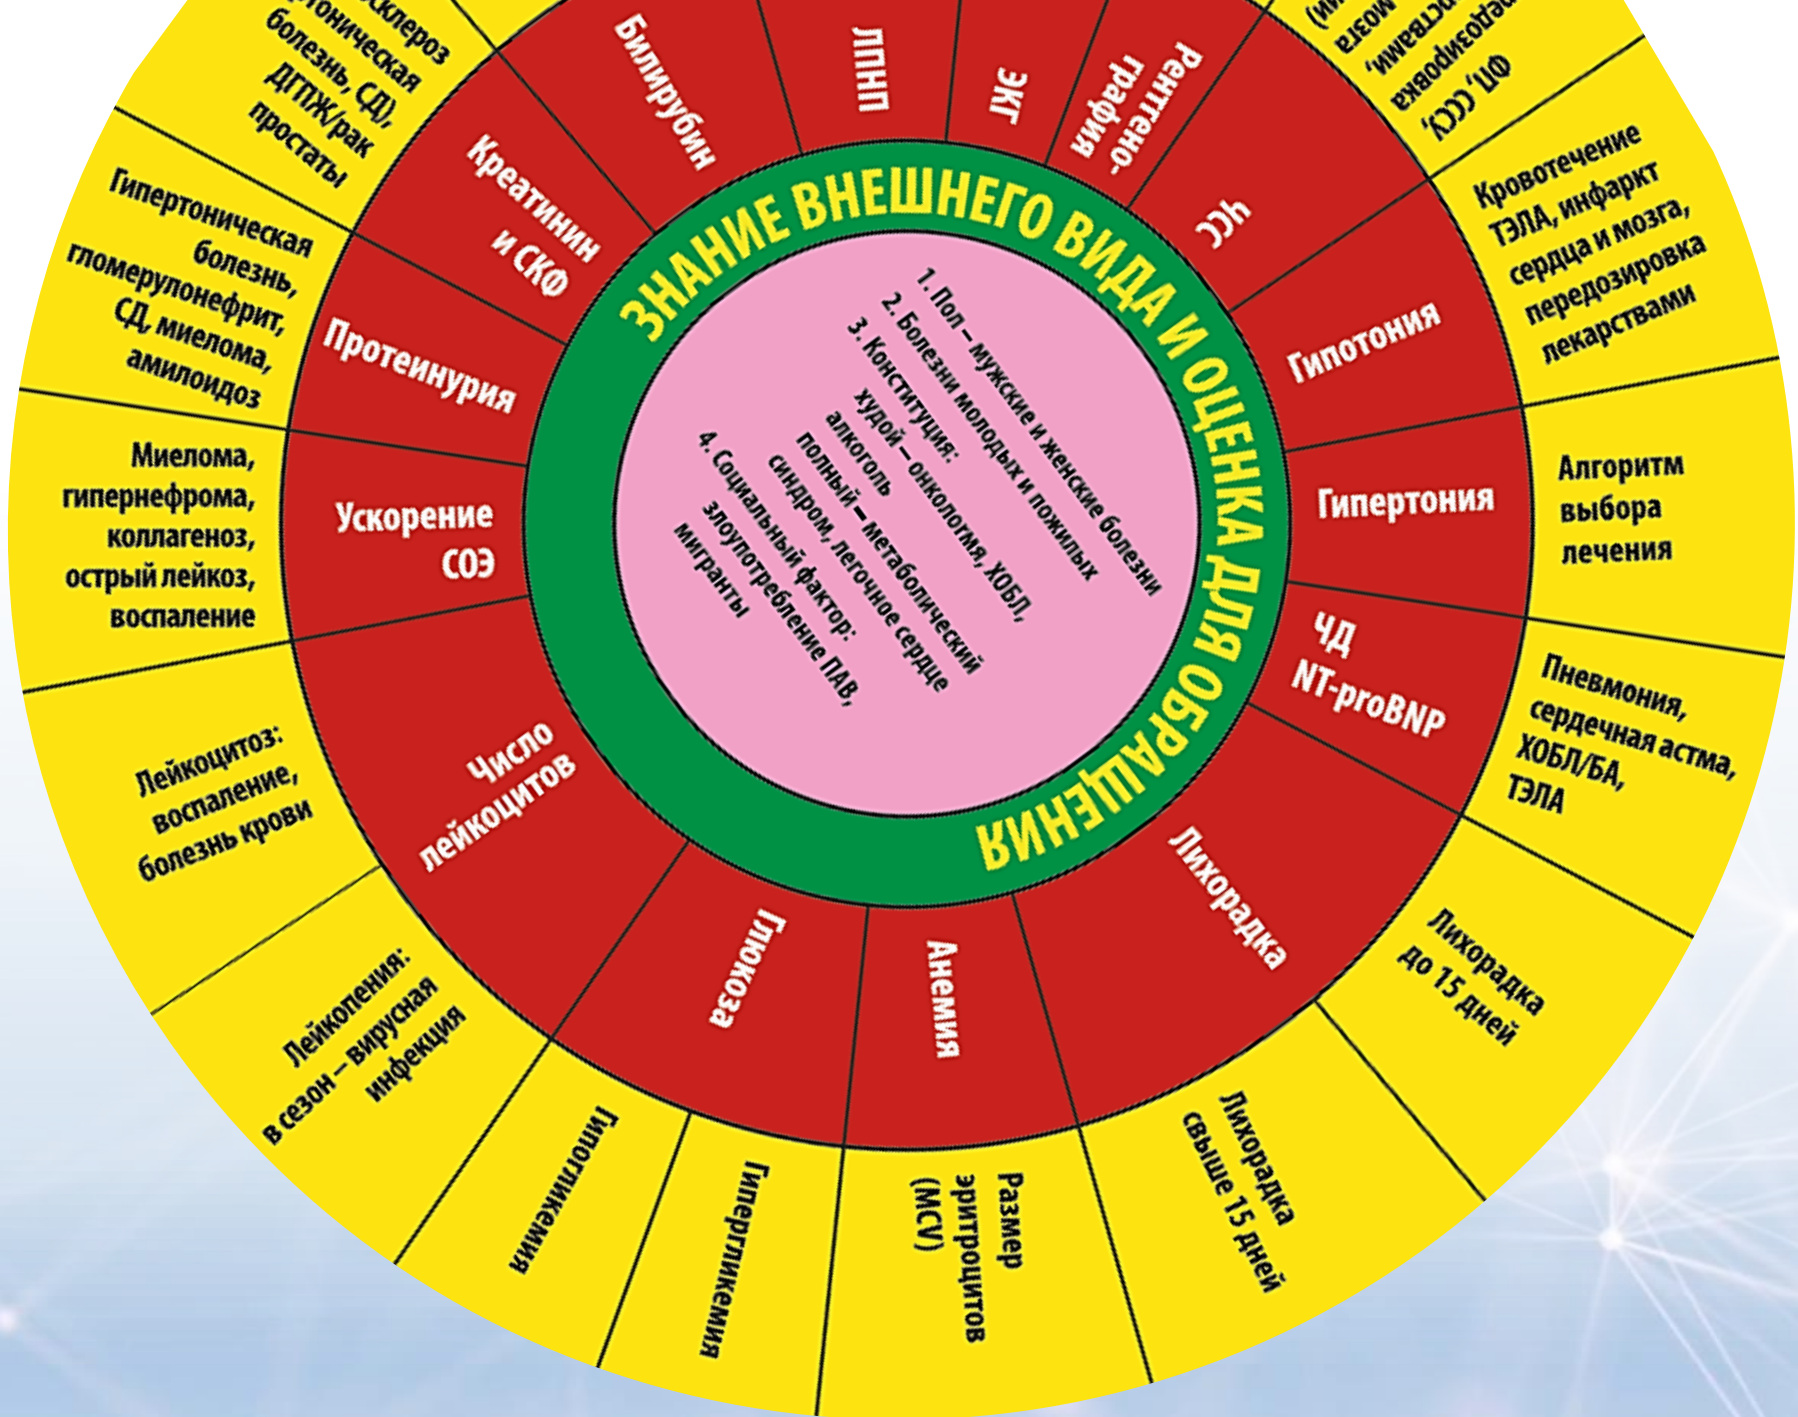 ЗНАНИЕ ВНЕШНЕГО ВИДА И ОЦЕНКА ДЛЯ ОБРАЩЕНИЯ
1. Пол – мужские и женские болезни
2. Болезни молодых и пожилых
3. Конституция:
худой – онкология, ХОБЛ,
алкоголь
полный – метаболический
синдром, легочное сердце
4. Социальный фактор:
злоупотребление ПАВ,
мигранты
Билирубин
ЛПНП
ЭКГ
Рентгено-
графия
ЧСС
Гипотония
Гипертония
ЧД
NT-proBNP
Лихорадка
Анемия
Глюкоза
Число
лейкоцитов
Ускорение
СОЭ
Протеинурия
Креатинин
и СКФ
мозга
ФП, СССУ,
Кровотечение
ТЭЛА, инфаркт
сердца и мозга,
передозировка
лекарствами
Алгоритм
выбора
лечения
Пневмония,
сердечная астма,
ХОБЛ/БА,
ТЭЛА
Лихорадка
до 15 дней
Лихорадка
свыше 15 дней
Размер
эритроцитов
(MCV)
Гипергликемия
Гипогликемия
Лейкопения:
в сезон – вирусная
инфекция
Лейкоцитоз:
воспаление,
болезнь крови
Миелома,
гипернефрома,
коллагеноз,
острый лейкоз,
воспаление
Гипертоническая
болезнь,
гломерулонефрит,
СД, миелома,
амилоидоз
болезнь, СД),
ДГПЖ/рак
простаты